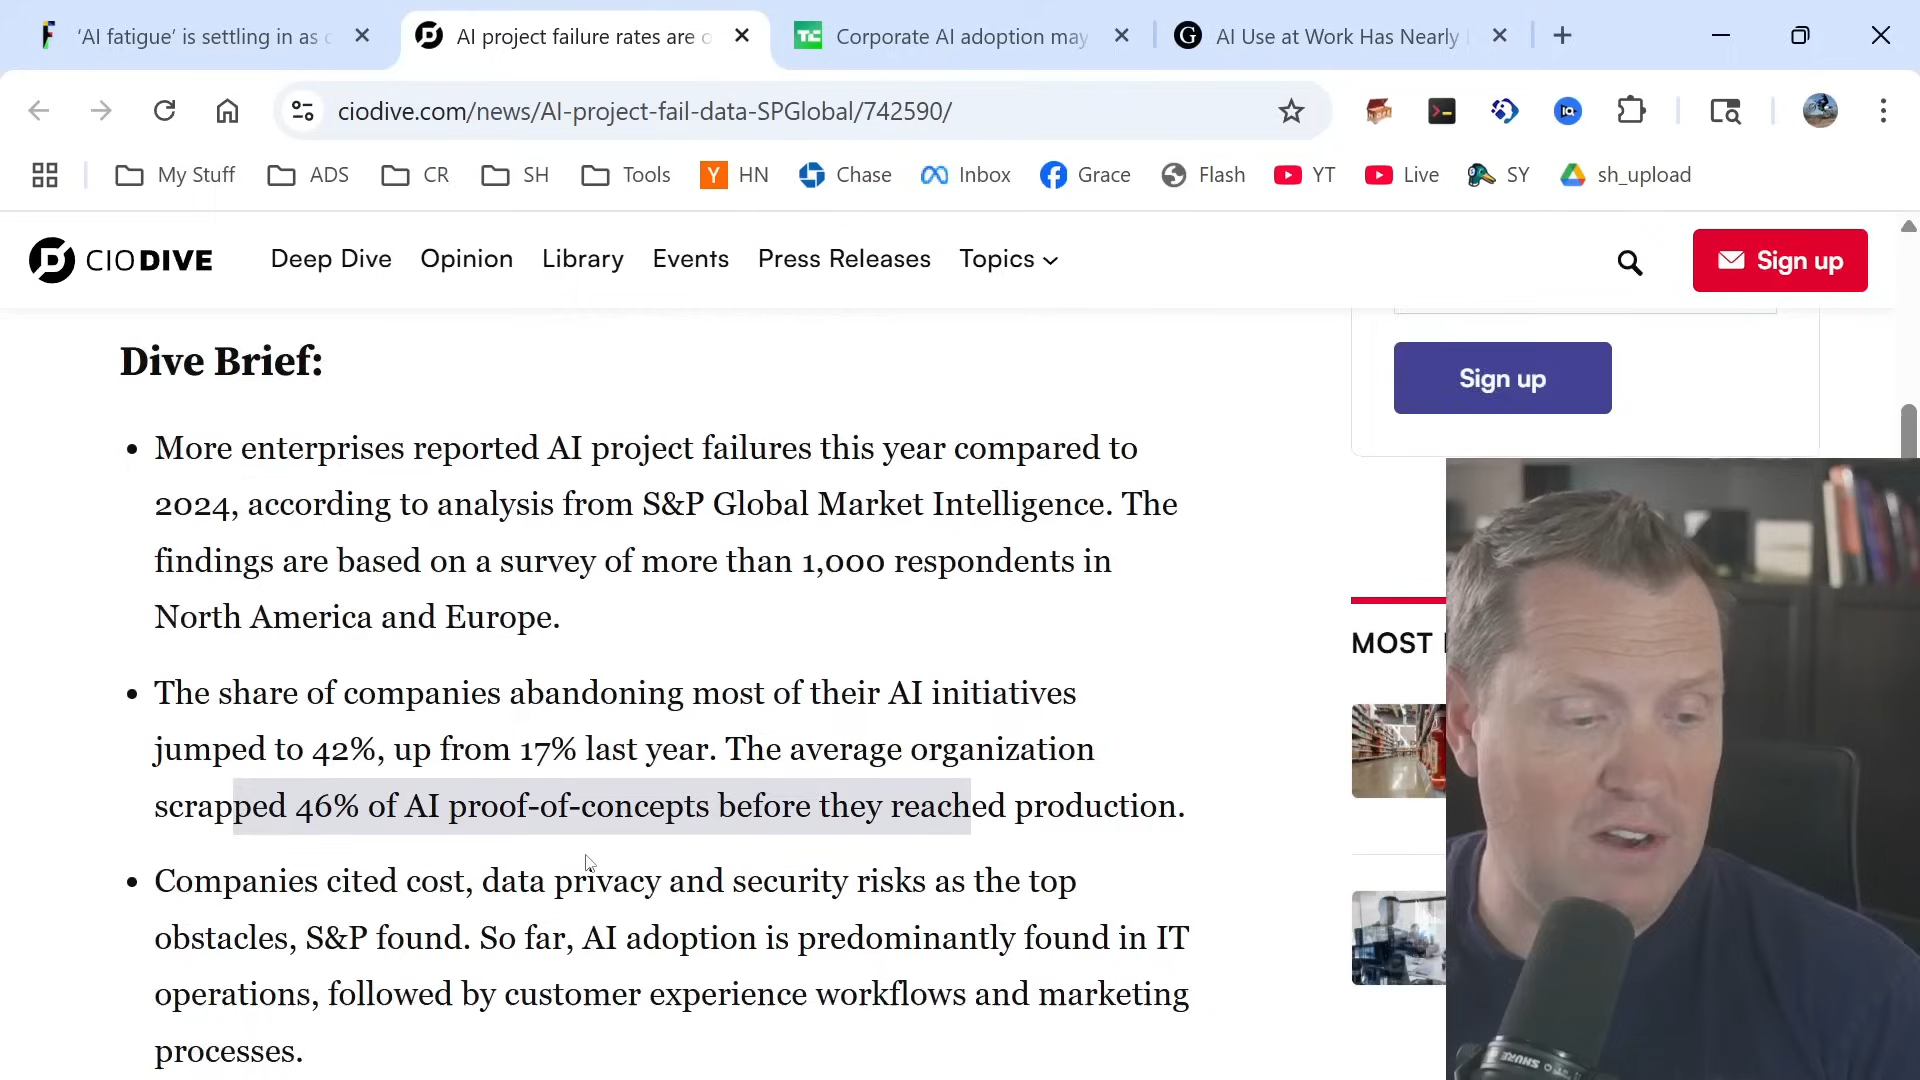 ‘AI fatigue’ is settling in as c
AI project failure rates are o
TC
Corporate AI adoption may
G
AI Use at Work Has Nearly
ciodive.com/news/AI-project-fail-data-SPGlobal/742590/
My Stuff
ADS
CR
SH
Tools
Y
HN
Chase
Inbox
Grace
Flash
YT
Live
SY
sh_upload
CIODIVE
Deep Dive
Opinion
Library
Events
Press Releases
Topics
Sign up
Dive Brief:
Sign up
• More enterprises reported AI project failures this year compared to
2024, according to analysis from S&P Global Market Intelligence. The
findings are based on a survey of more than 1,000 respondents in
North America and Europe.
MOST
• The share of companies abandoning most of their AI initiatives
jumped to 42%, up from 17% last year. The average organization
scrapped 46% of AI proof-of-concepts before they reached production.
• Companies cited cost, data privacy and security risks as the top
obstacles, S&P found. So far, AI adoption is predominantly found in IT
operations, followed by customer experience workflows and marketing
processes.
SHURE